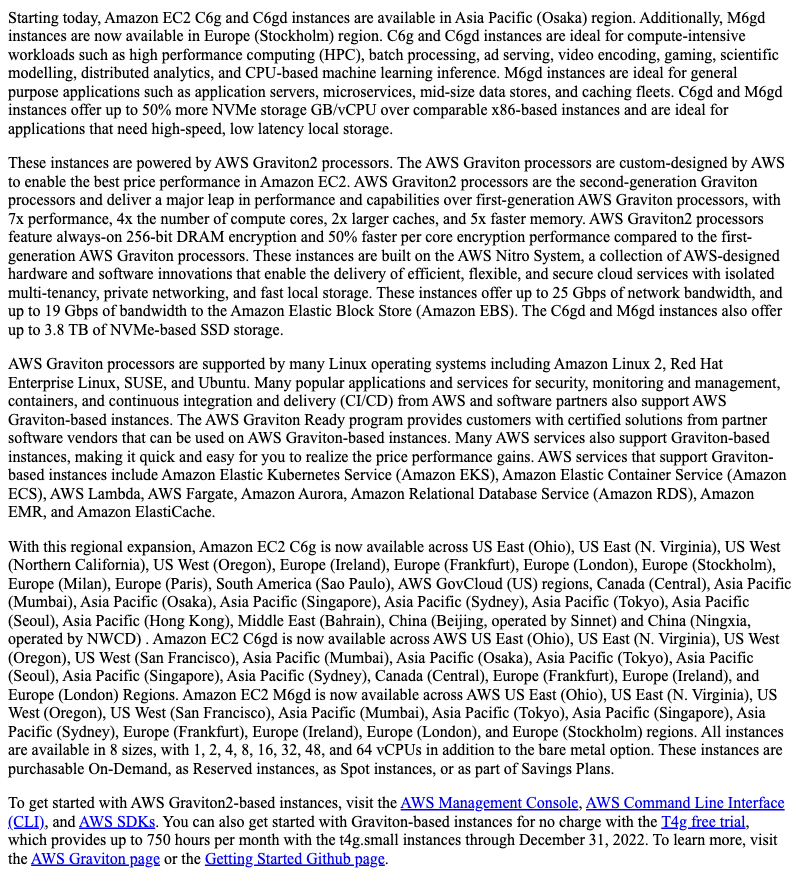 Starting today, Amazon EC2 C6g and C6gd instances are available in Asia Pacific (Osaka) region. Additionally, M6gd
instances are now available in Europe (Stockholm) region. C6g and C6gd instances are ideal for compute-intensive
workloads such as high performance computing (HPC), batch processing, ad serving, video encoding, gaming, scientific
modelling, distributed analytics, and CPU-based machine learning inference. M6gd instances are ideal for general
purpose applications such as application servers, microservices, mid-size data stores, and caching fleets. C6gd and M6gd
instances offer up to 50% more NVMe storage GB/vCPU over comparable x86-based instances and are ideal for
applications that need high-speed, low latency local storage.
These instances are powered by AWS Graviton2 processors. The AWS Graviton processors are custom-designed by AWS
to enable the best price performance in Amazon EC2. AWS Graviton2 processors are the second-generation Graviton
processors and deliver a major leap in performance and capabilities over first-generation AWS Graviton processors, with
7x performance, 4x the number of compute cores, 2x larger caches, and 5x faster memory. AWS Graviton2 processors
feature always-on 256-bit DRAM encryption and 50% faster per core encryption performance compared to the first-
generation AWS Graviton processors. These instances are built on the AWS Nitro System, a collection of AWS-designed
hardware and software innovations that enable the delivery of efficient, flexible, and secure cloud services with isolated
multi-tenancy, private networking, and fast local storage. These instances offer up to 25 Gbps of network bandwidth, and
up to 19 Gbps of bandwidth to the Amazon Elastic Block Store (Amazon EBS). The C6gd and M6gd instances also offer
up to 3.8 TB of NVMe-based SSD storage.
AWS Graviton processors are supported by many Linux operating systems including Amazon Linux 2, Red Hat
Enterprise Linux, SUSE, and Ubuntu. Many popular applications and services for security, monitoring and management,
containers, and continuous integration and delivery (CI/CD) from AWS and software partners also support AWS
Graviton-based instances. The AWS Graviton Ready program provides customers with certified solutions from partner
software vendors that can be used on AWS Graviton-based instances. Many AWS services also support Graviton-based
instances, making it quick and easy for you to realize the price performance gains. AWS services that support Graviton-
based instances include Amazon Elastic Kubernetes Service (Amazon EKS), Amazon Elastic Container Service (Amazon
ECS), AWS Lambda, AWS Fargate, Amazon Aurora, Amazon Relational Database Service (Amazon RDS), Amazon
EMR, and Amazon ElastiCache.
With this regional expansion, Amazon EC2 C6g is now available across US East (Ohio), US East (N. Virginia), US West
(Northern California), US West (Oregon), Europe (Ireland), Europe (Frankfurt), Europe (London), Europe (Stockholm),
Europe (Milan), Europe (Paris), South America (Sao Paulo), AWS GovCloud (US) regions, Canada (Central), Asia Pacific
(Mumbai), Asia Pacific (Osaka), Asia Pacific (Singapore), Asia Pacific (Sydney), Asia Pacific (Tokyo), Asia Pacific
(Seoul), Asia Pacific (Hong Kong), Middle East (Bahrain), China (Beijing, operated by Sinnet) and China (Ningxia,
operated by NWCD) . Amazon EC2 C6gd is now available across AWS US East (Ohio), US East (N. Virginia), US West
(Oregon), US West (San Francisco), Asia Pacific (Mumbai), Asia Pacific (Osaka), Asia Pacific (Tokyo), Asia Pacific
(Seoul), Asia Pacific (Singapore), Asia Pacific (Sydney), Canada (Central), Europe (Frankfurt), Europe (Ireland), and
Europe (London) Regions. Amazon EC2 M6gd is now available across AWS US East (Ohio), US East (N. Virginia), US
West (Oregon), US West (San Francisco), Asia Pacific (Mumbai), Asia Pacific (Tokyo), Asia Pacific (Singapore), Asia
Pacific (Sydney), Europe (Frankfurt), Europe (Ireland), Europe (London), and Europe (Stockholm) regions. All instances
are available in 8 sizes, with 1, 2, 4, 8, 16, 32, 48, and 64 vCPUs in addition to the bare metal option. These instances are
purchasable On-Demand, as Reserved instances, as Spot instances, or as part of Savings Plans.
To get started with AWS Graviton2-based instances, visit the AWS Management Console, AWS Command Line Interface
(CLI), and AWS SDKs. You can also get started with Graviton-based instances for no charge with the T4g free trial,
which provides up to 750 hours per month with the t4g.small instances through December 31, 2022. To learn more, visit
the AWS Graviton page or the Getting Started Github page.